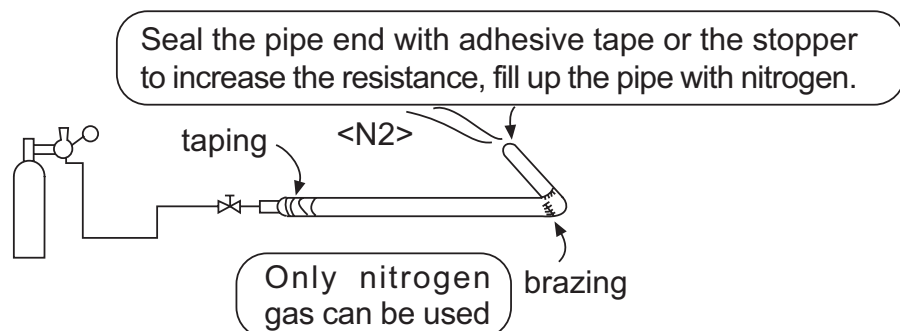 Seal the pipe end with adhesive tape or the stopper
to increase the resistance, fill up the pipe with nitrogen.
<N2>
taping
Only nitrogen
gas can be used
brazing